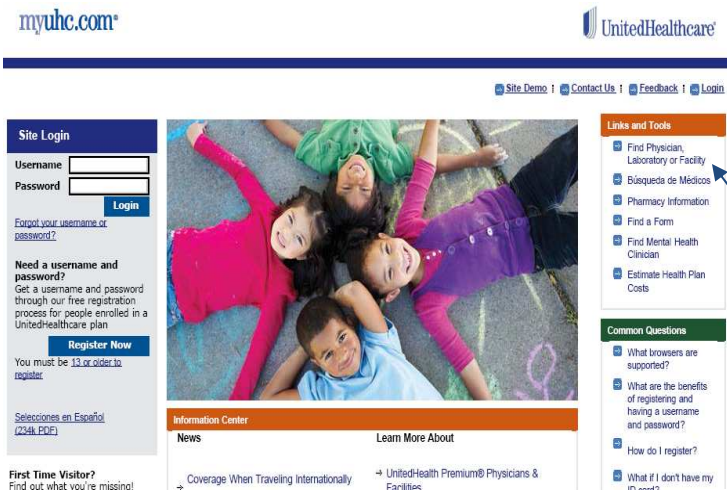 myuhc.com®
UnitedHealthcare®
Site Demo | Contact Us | Feedback | Login
Site Login
Username
Password
Login
Forgot your username or
password?
Need a username and
password?
Get a username and password
through our free registration
process for people enrolled in a
UnitedHealthcare plan
Register Now
You must be 13 or older to
register
Selecciones en Español
(234k PDF)
First Time Visitor?
Find out what you're missing!
Information Center
News
Coverage When Traveling Internationally
Learn More About
UnitedHealth Premium® Physicians &
Facilities
Links and Tools
Find Physician,
Laboratory or Facility
Búsqueda de Médicos
Pharmacy Information
Find a Form
Find Mental Health
Clinician
Estimate Health Plan
Costs
Common Questions
What browsers are
supported?
What are the benefits
of registering and
having a username
and password?
How do I register?
What if I don't have my
ID card?